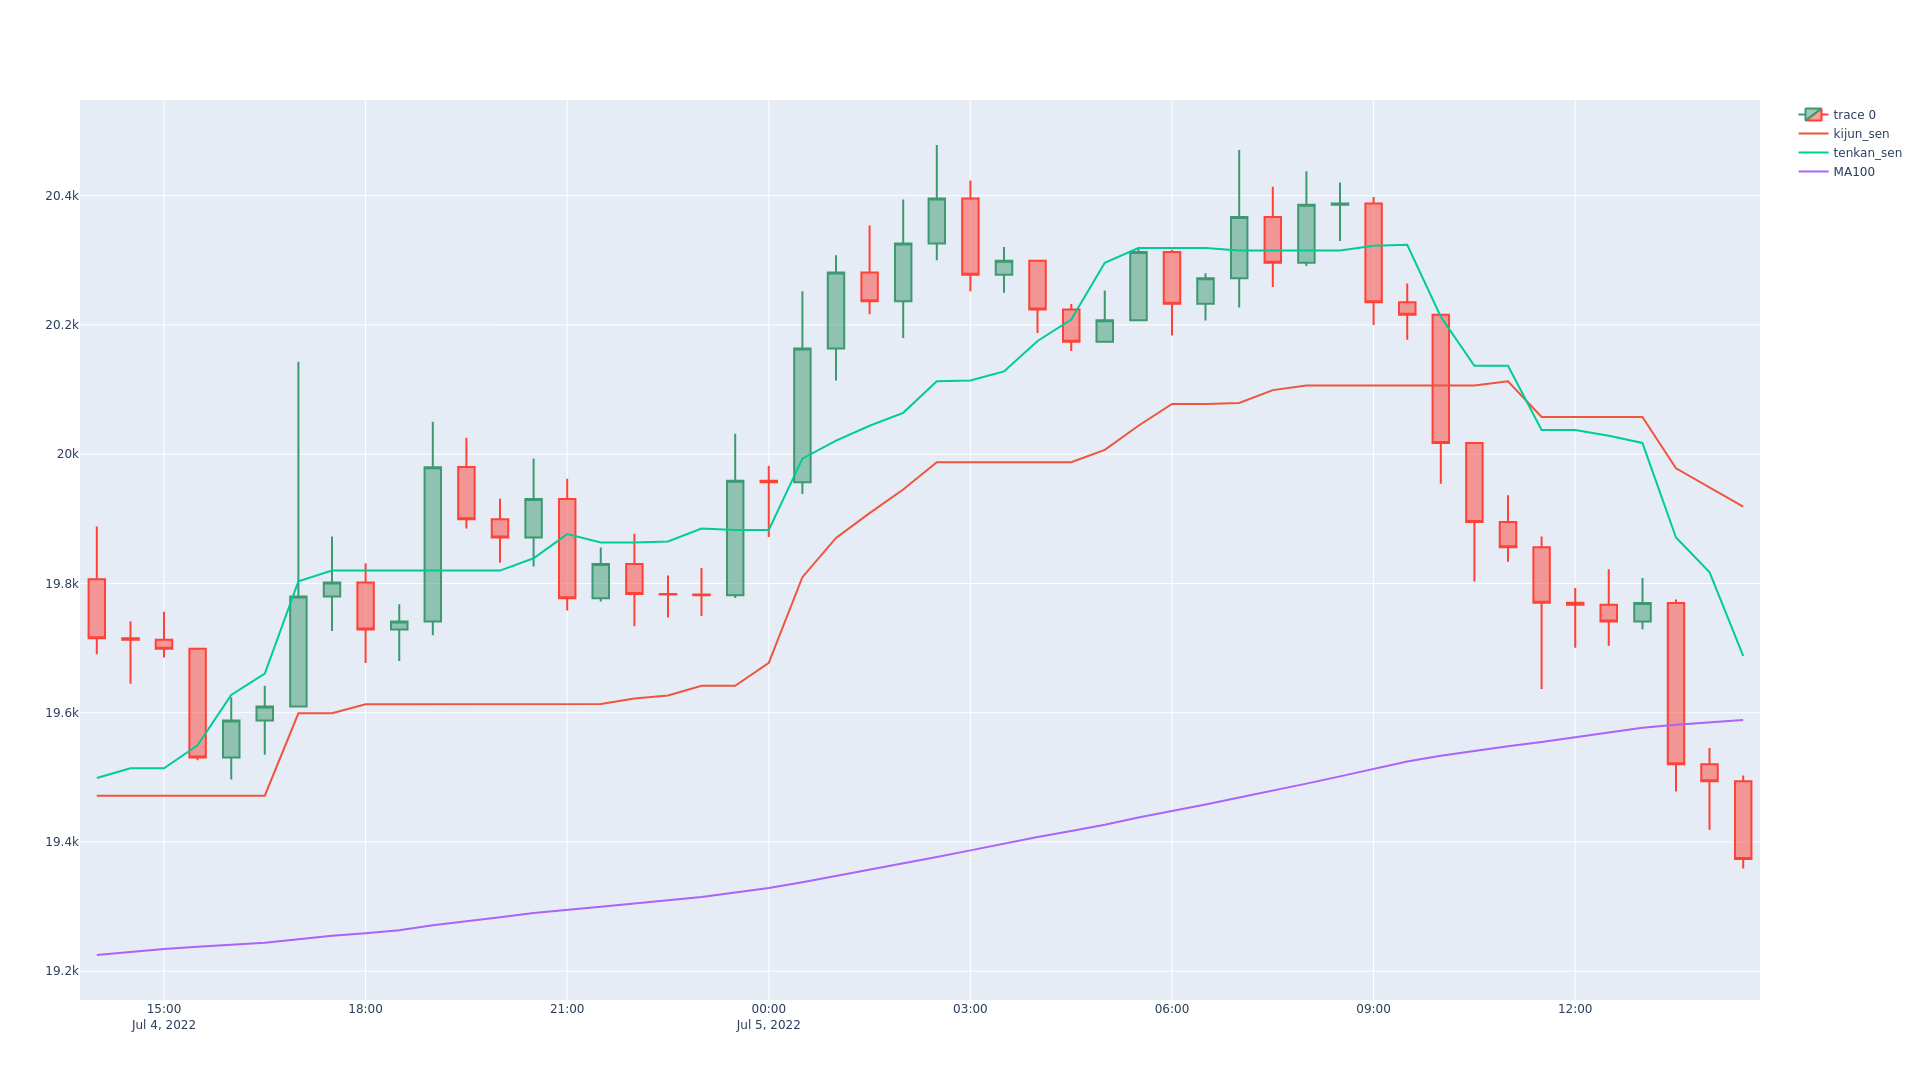 trace 0
kijun_sen
tenkan_sen
MA100
20.4k
20.2k
20k
19.8k
19.6k
19.4k
19.2k
15:00 18:00 21:00 00:00 03:00 06:00 09:00 12:00
Jul 4, 2022 Jul 5, 2022